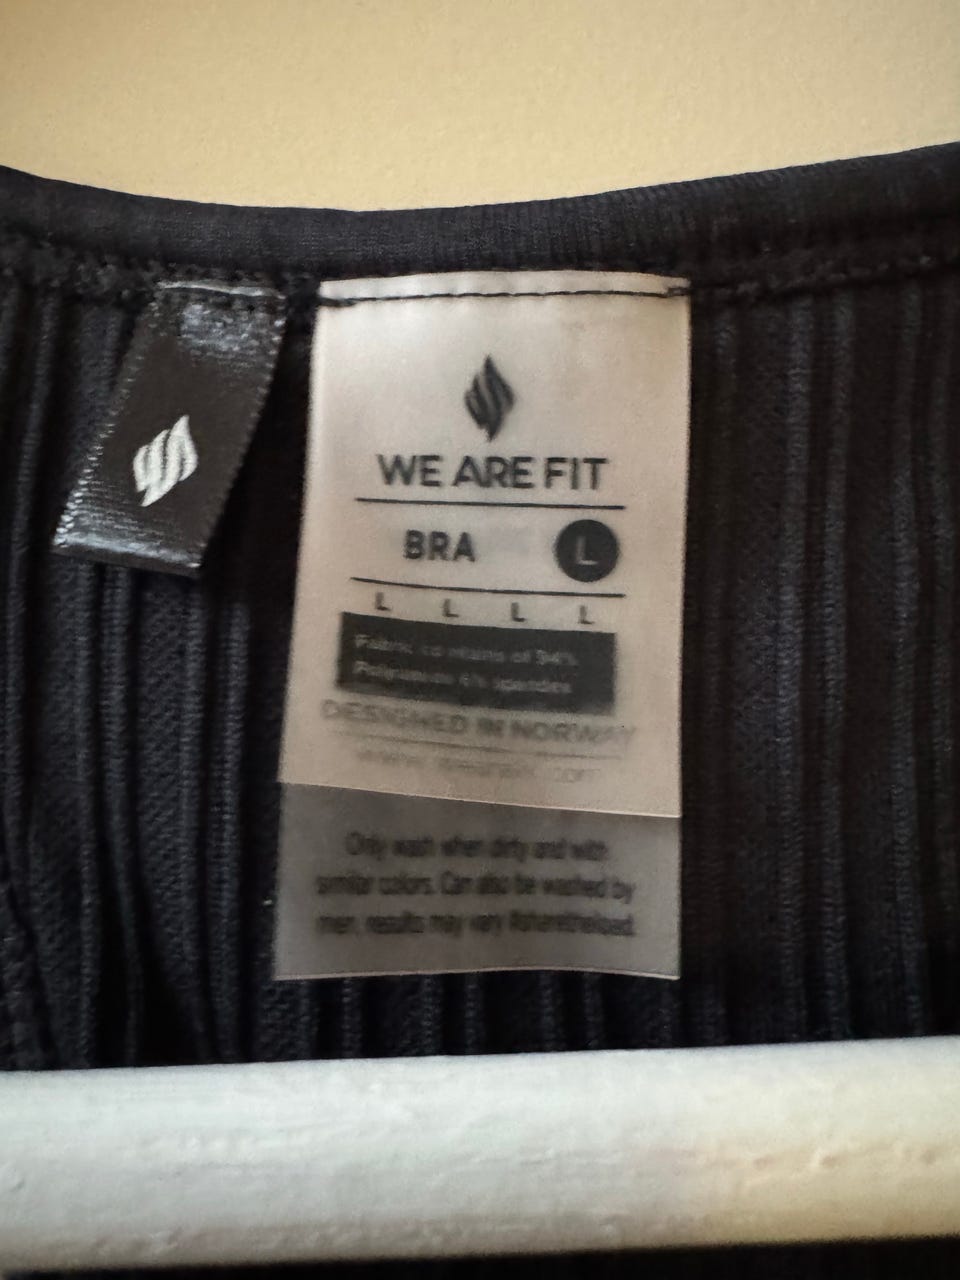 WE ARE FIT
BRA L
L L L L
Fabric contains of 94%
Polyamide 6% spandex
DESIGNED IN NORWAY
Only wash when dirty and with
similar colors. Can also be washed by
men, results may vary #sharetheload.